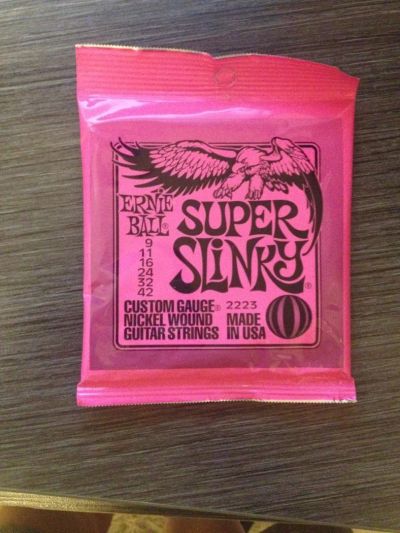 ERNIE
BALL®
SUPER
SLINKY®
9
11
16
24
32
42
CUSTOM GAUGE® 2223
NICKEL WOUND MADE
GUITAR STRINGS IN USA